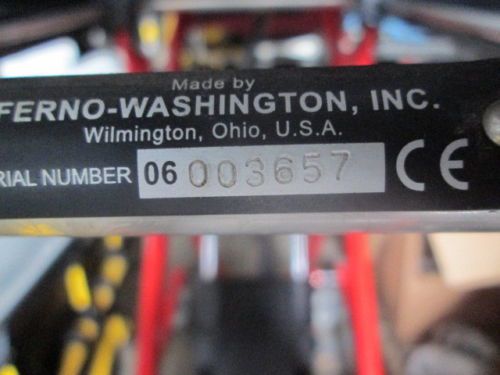 Made by
FERNO-WASHINGTON, INC.
Wilmington, Ohio, U.S.A.
RIAL NUMBER 06 003657 CE